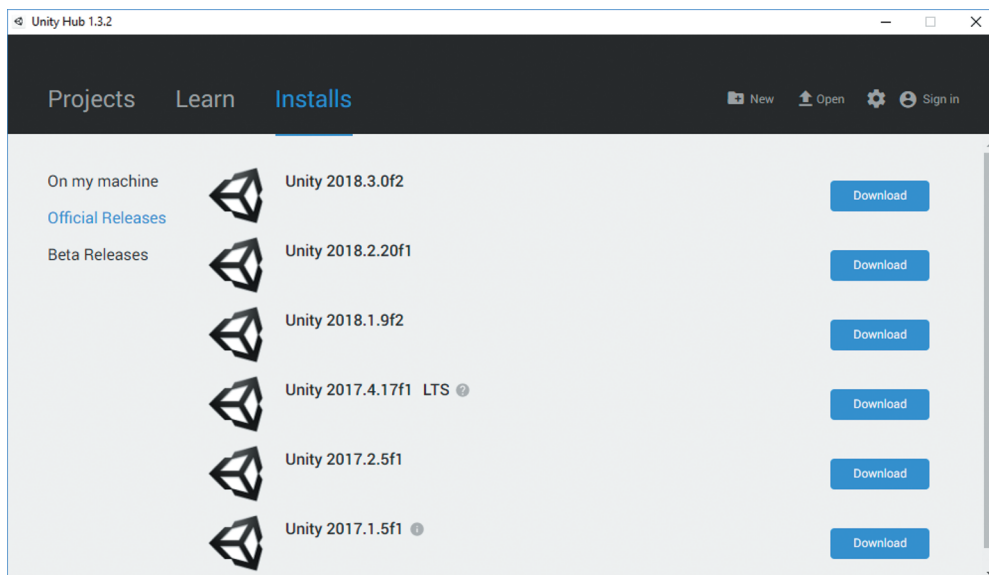 Unity Hub 1.3.2
Projects Learn Installs New Open Sign in
On my machine
Official Releases
Beta Releases
Unity 2018.3.0f2 Download
Unity 2018.2.20f1 Download
Unity 2018.1.9f2 Download
Unity 2017.4.17f1 LTS ? Download
Unity 2017.2.5f1 Download
Unity 2017.1.5f1 Download